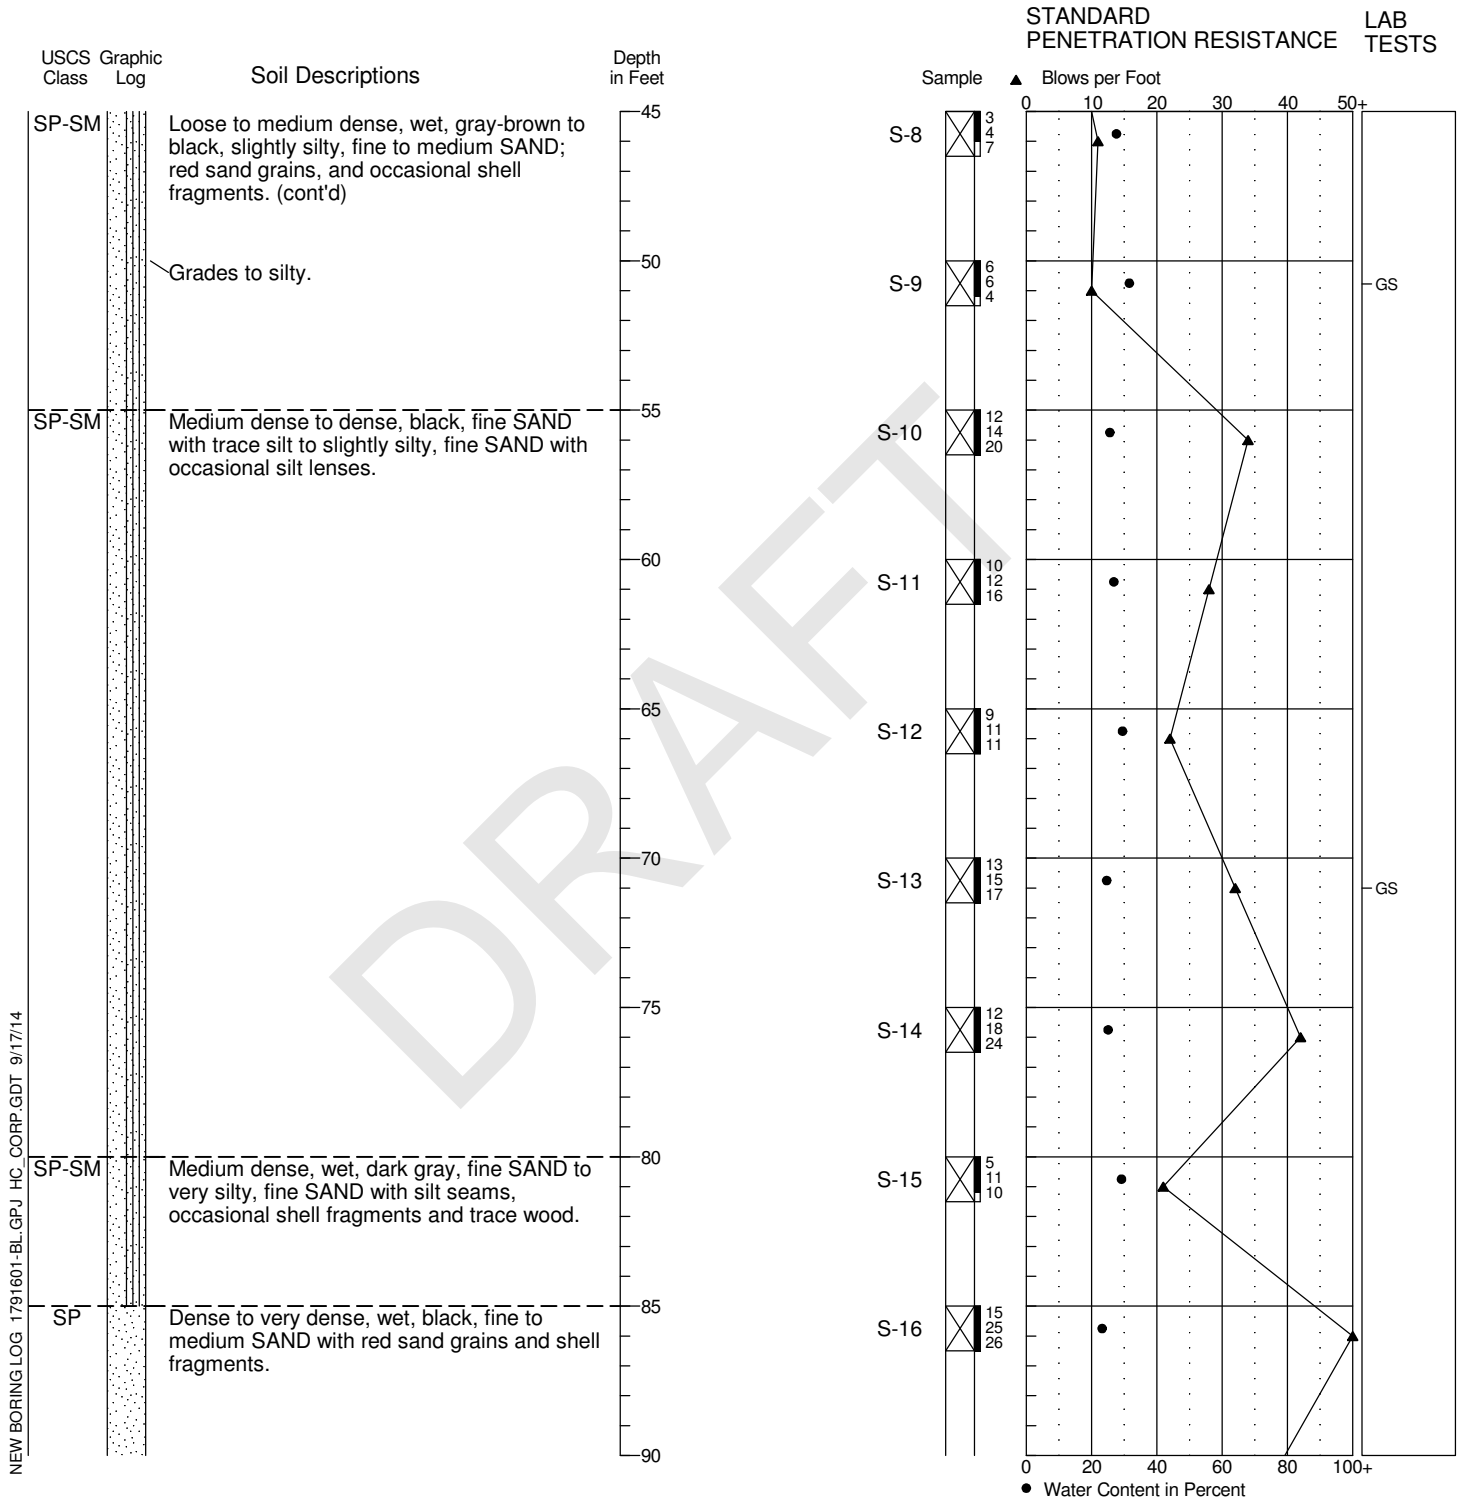 STANDARD
PENETRATION RESISTANCE
LAB
TESTS
USCS
Class
Graphic
Log
Soil Descriptions
Depth
in Feet
Sample
▲ Blows per Foot
0 10 20 30 40 50+
45
SP-SM
Loose to medium dense, wet, gray-brown to
black, slightly silty, fine to medium SAND;
red sand grains, and occasional shell
fragments. (cont'd)
S-8
3
4
7
Grades to silty.
50
S-9
6
6
4
GS
55
SP-SM
Medium dense to dense, black, fine SAND
with trace silt to slightly silty, fine SAND with
occasional silt lenses.
S-10
12
14
20
60
S-11
10
12
16
65
S-12
9
11
11
70
S-13
13
15
17
GS
75
S-14
12
18
24
80
SP-SM
Medium dense, wet, dark gray, fine SAND to
very silty, fine SAND with silt seams,
occasional shell fragments and trace wood.
S-15
5
11
10
85
SP
Dense to very dense, wet, black, fine to
medium SAND with red sand grains and shell
fragments.
S-16
15
25
26
90
0 20 40 60 80 100+
● Water Content in Percent
DRAFT
NEW BORING LOG 1791601-BL.GPJ HC_CORP.GDT 9/17/14